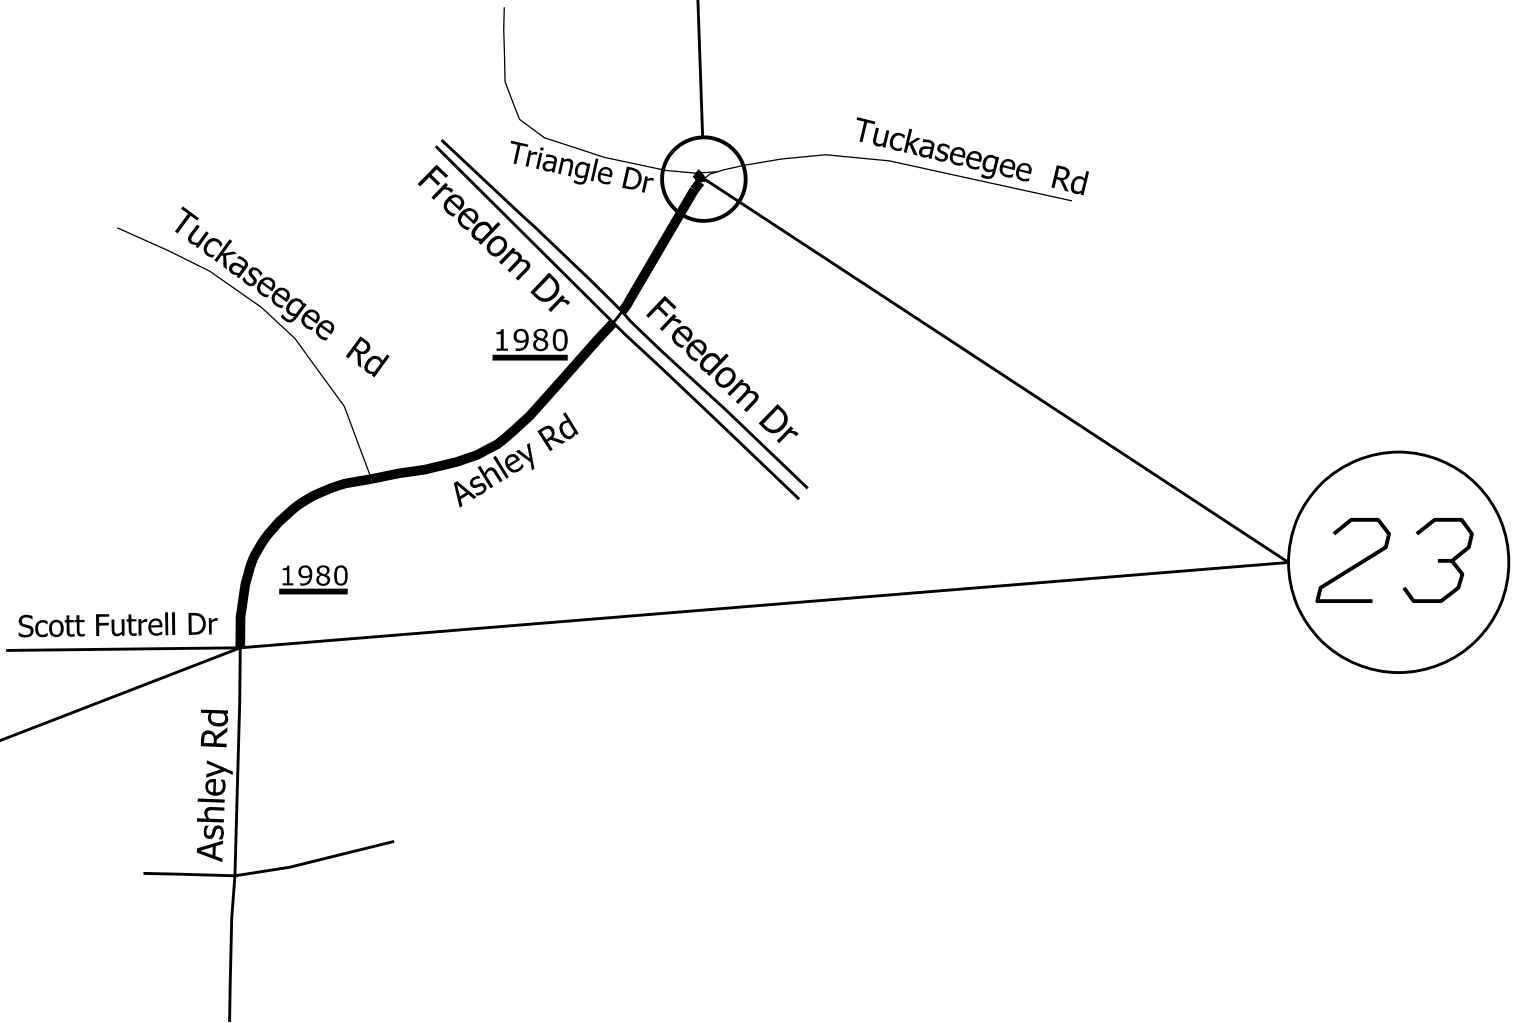 Tuckaseegee Rd
Triangle Dr
Freedom Dr
Tuckaseegee Rd
1980
Freedom Dr
Ashley Rd
23
1980
Scott Futrell Dr
Ashley Rd